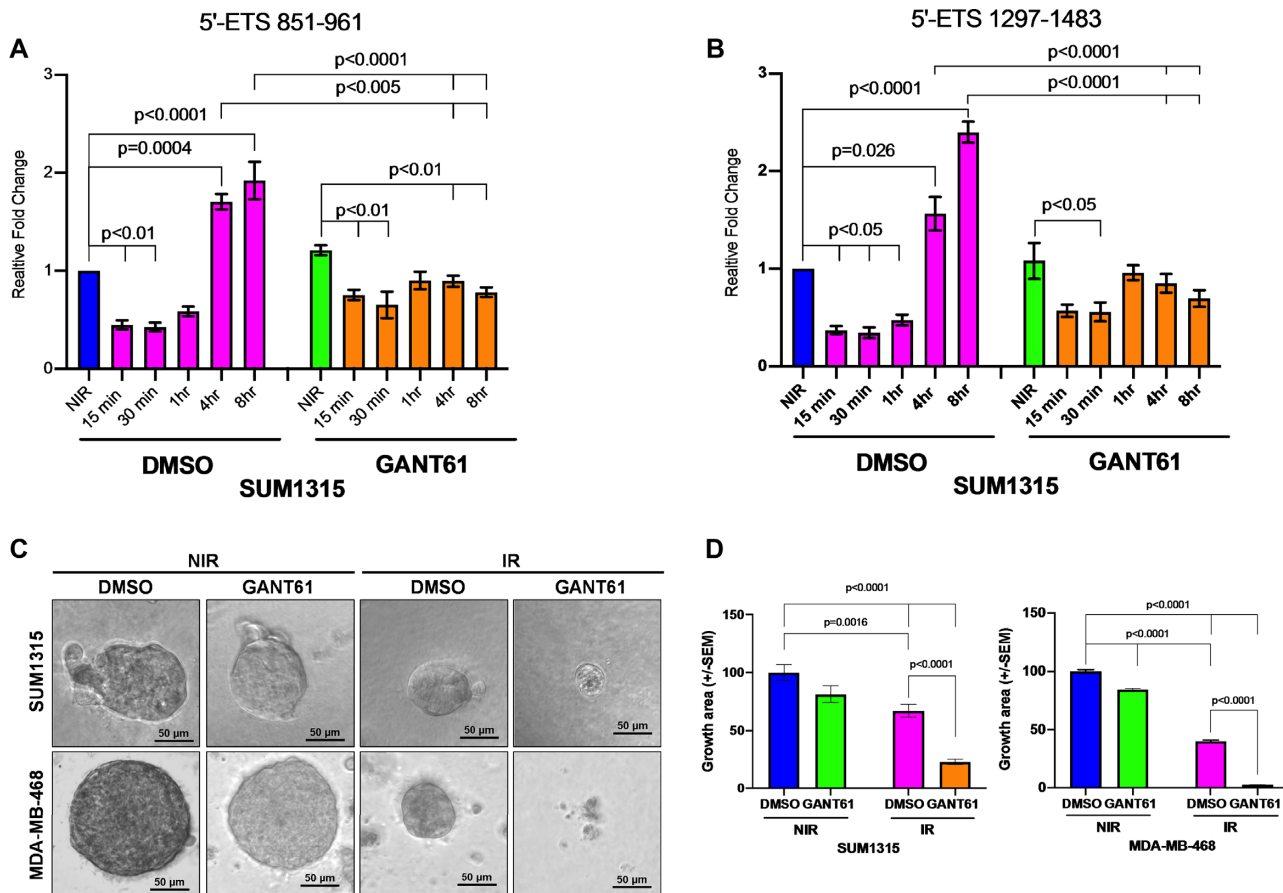 5'-ETS 851-961
A
p<0.0001
p<0.005
p<0.0001
p=0.0004
p<0.01
p<0.01
p<0.01
Realtive Fold Change
3
2
1
0
NIR
15 min
30 min
1hr
4hr
8hr
NIR
15 min
30 min
1hr
4hr
8hr
DMSO
GANT61
SUM1315
5'-ETS 1297-1483
B
p<0.0001
p<0.0001
p<0.0001
p=0.026
p<0.05
p<0.05
Realtive Fold Change
3
2
1
0
NIR
15 min
30 min
1hr
4hr
8hr
NIR
15 min
30 min
1hr
4hr
8hr
DMSO
GANT61
SUM1315
C
NIR
IR
DMSO
GANT61
DMSO
GANT61
SUM1315
50 µm
50 µm
50 µm
50 µm
MDA-MB-468
50 µm
50 µm
50 µm
50 µm
D
p<0.0001
p=0.0016
p<0.0001
Growth area (+/-SEM)
150
100
50
0
DMSO GANT61
DMSO GANT61
NIR
IR
SUM1315
p<0.0001
p<0.0001
p<0.0001
Growth area (+/-SEM)
150
100
50
0
DMSO GANT61
DMSO GANT61
NIR
IR
MDA-MB-468